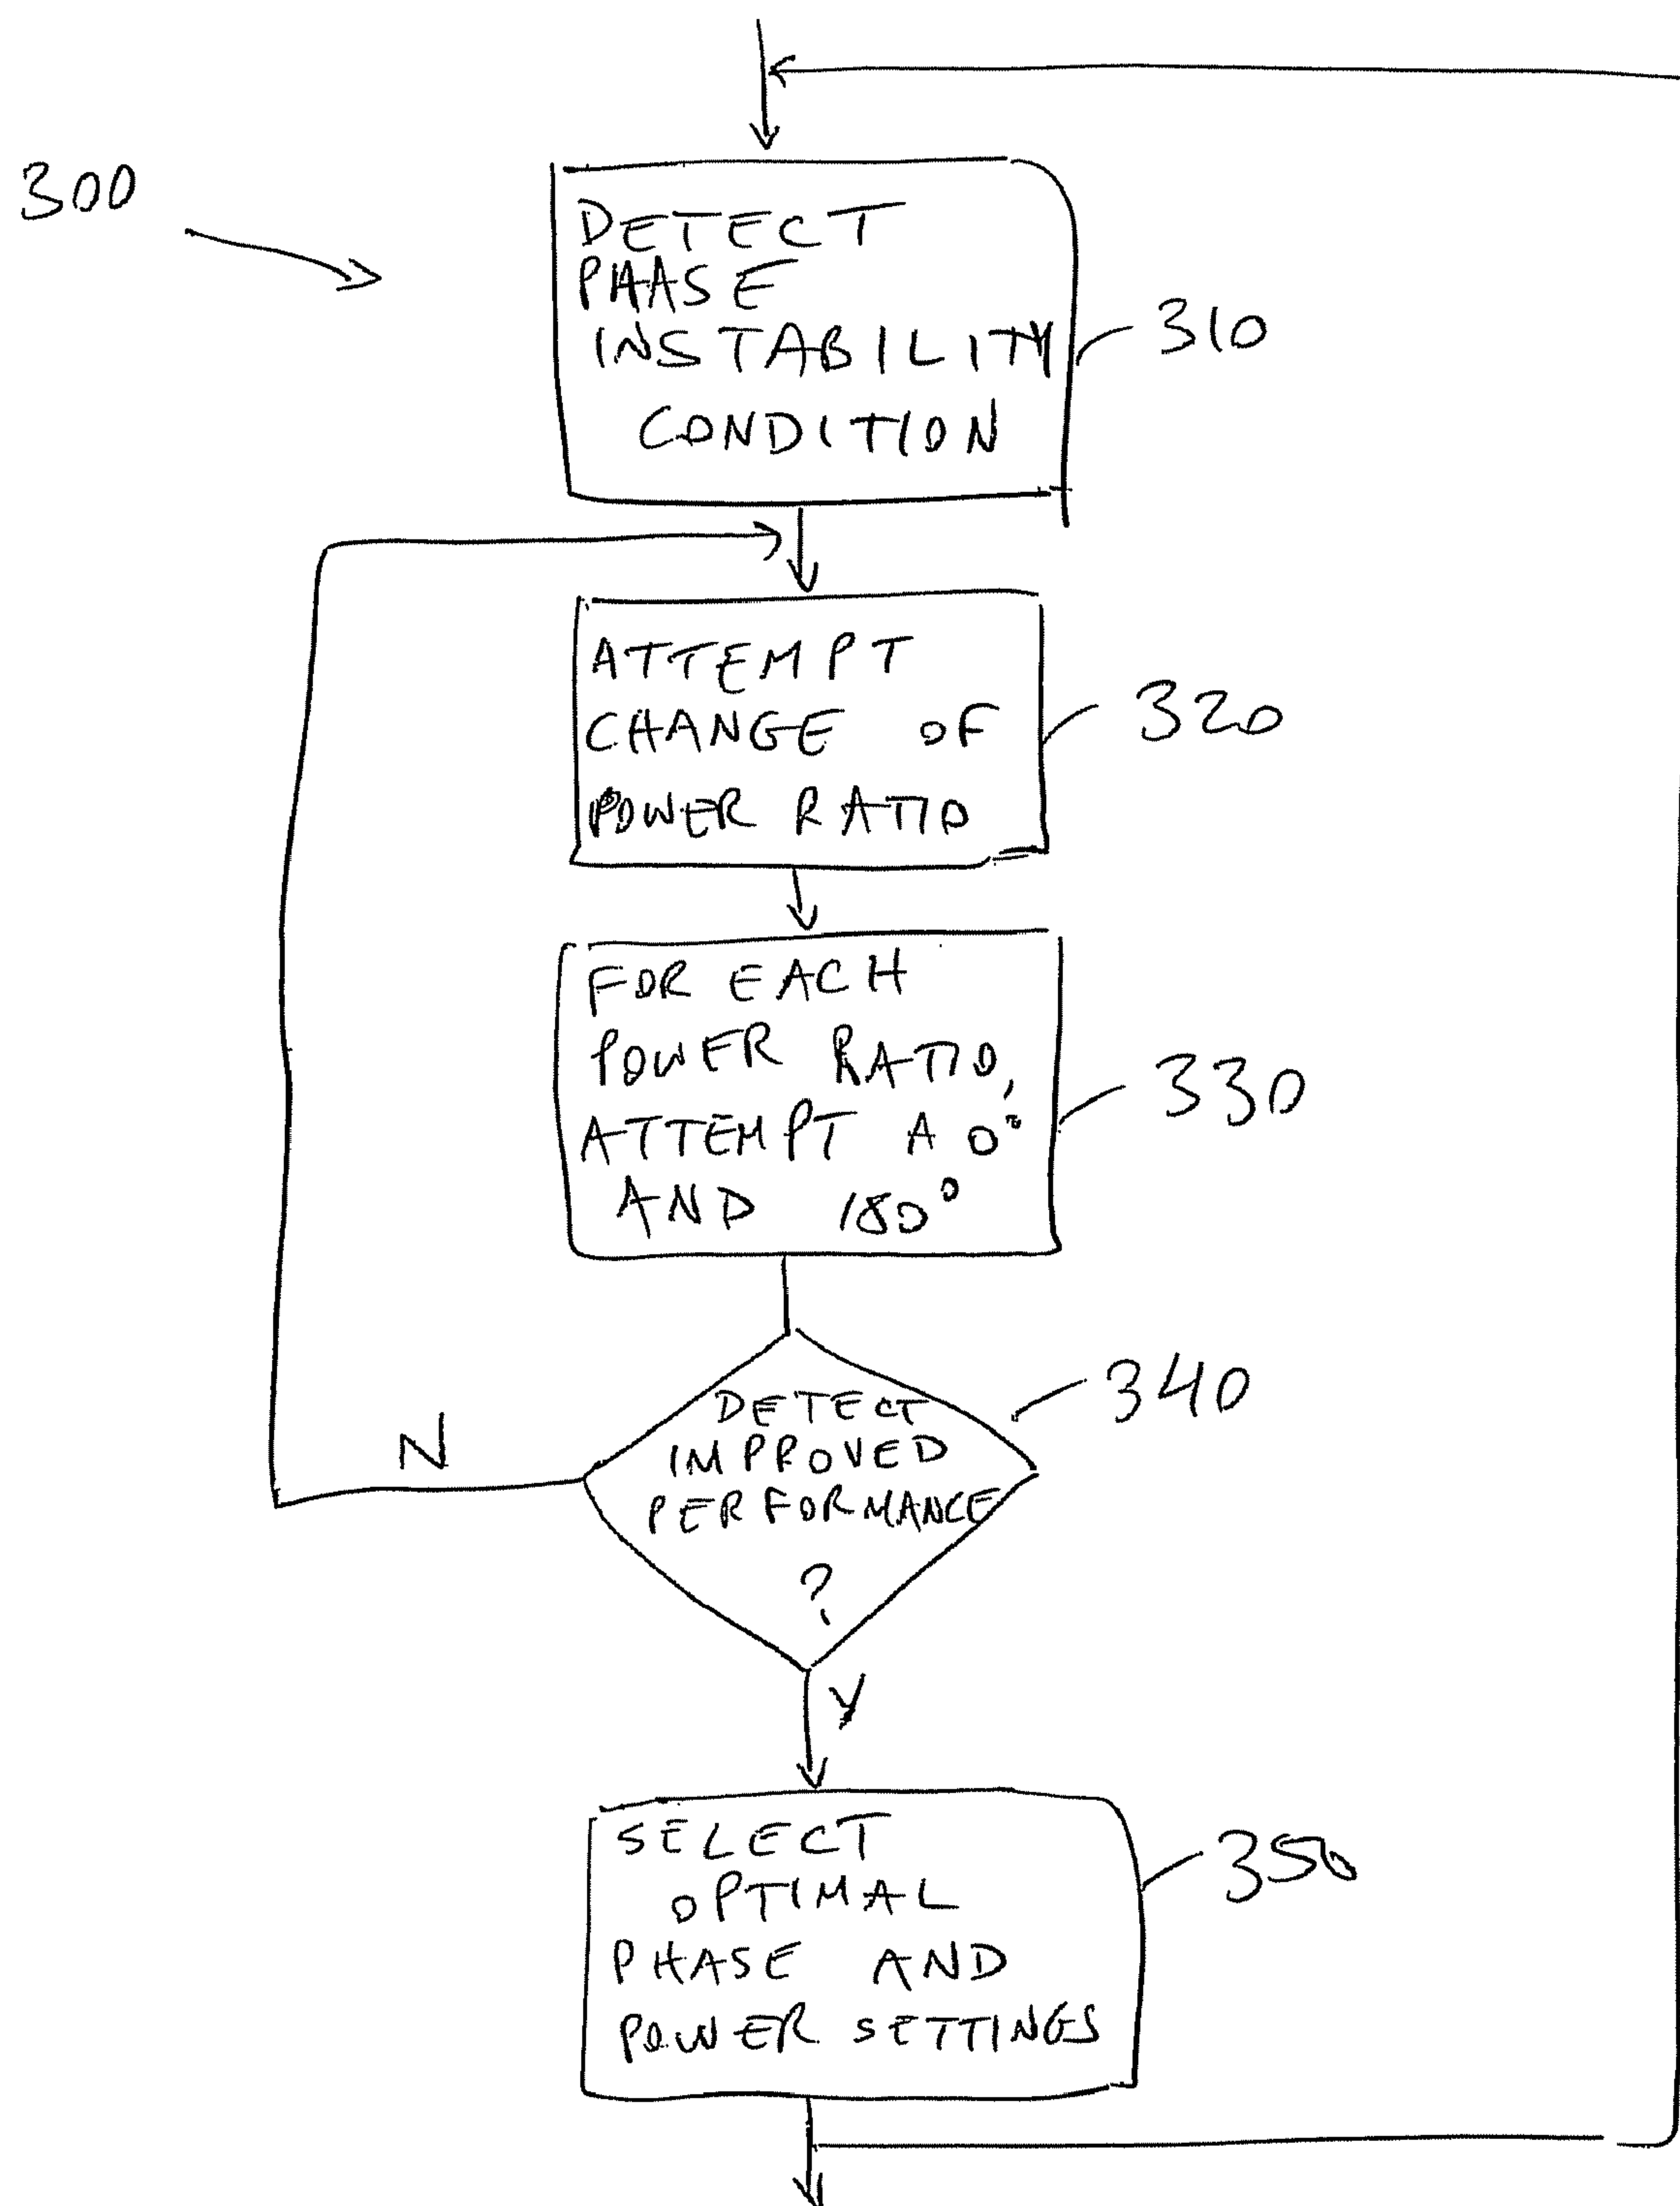 300
DETECT
PHASE
INSTABILITY
CONDITION
310
ATTEMPT
CHANGE OF
POWER RATIO
320
FOR EACH
POWER RATIO,
ATTEMPT A 0°
AND 180°
330
DETECT
IMPROVED
PERFORMANCE
?
340
N
Y
SELECT
OPTIMAL
PHASE AND
POWER SETTINGS
350